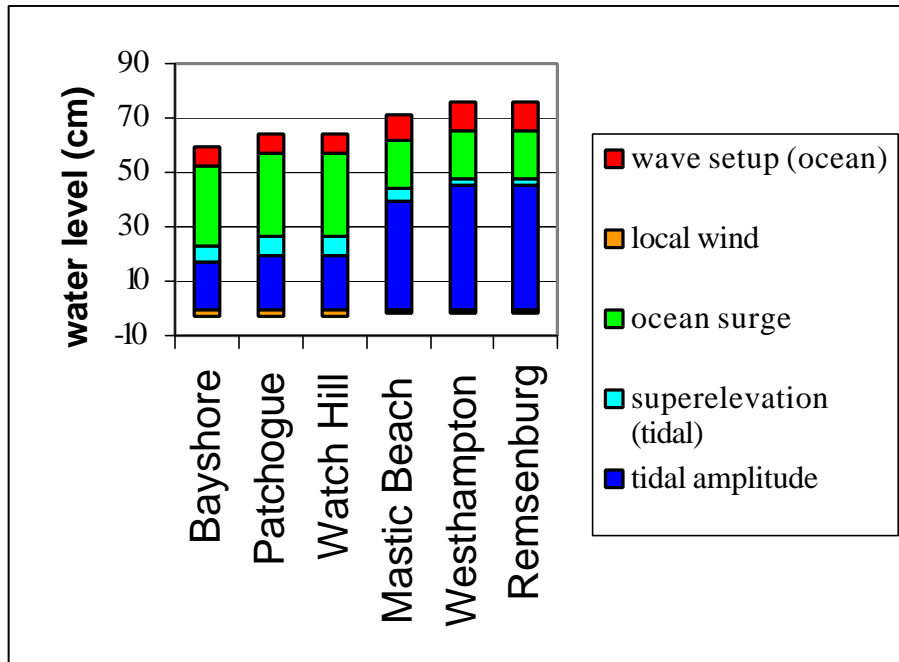 water level (cm)
90
70
50
30
10
-10
Bayshore
Patchogue
Watch Hill
Mastic Beach
Westhampton
Remsenburg
wave setup (ocean)
local wind
ocean surge
superelevation
(tidal)
tidal amplitude